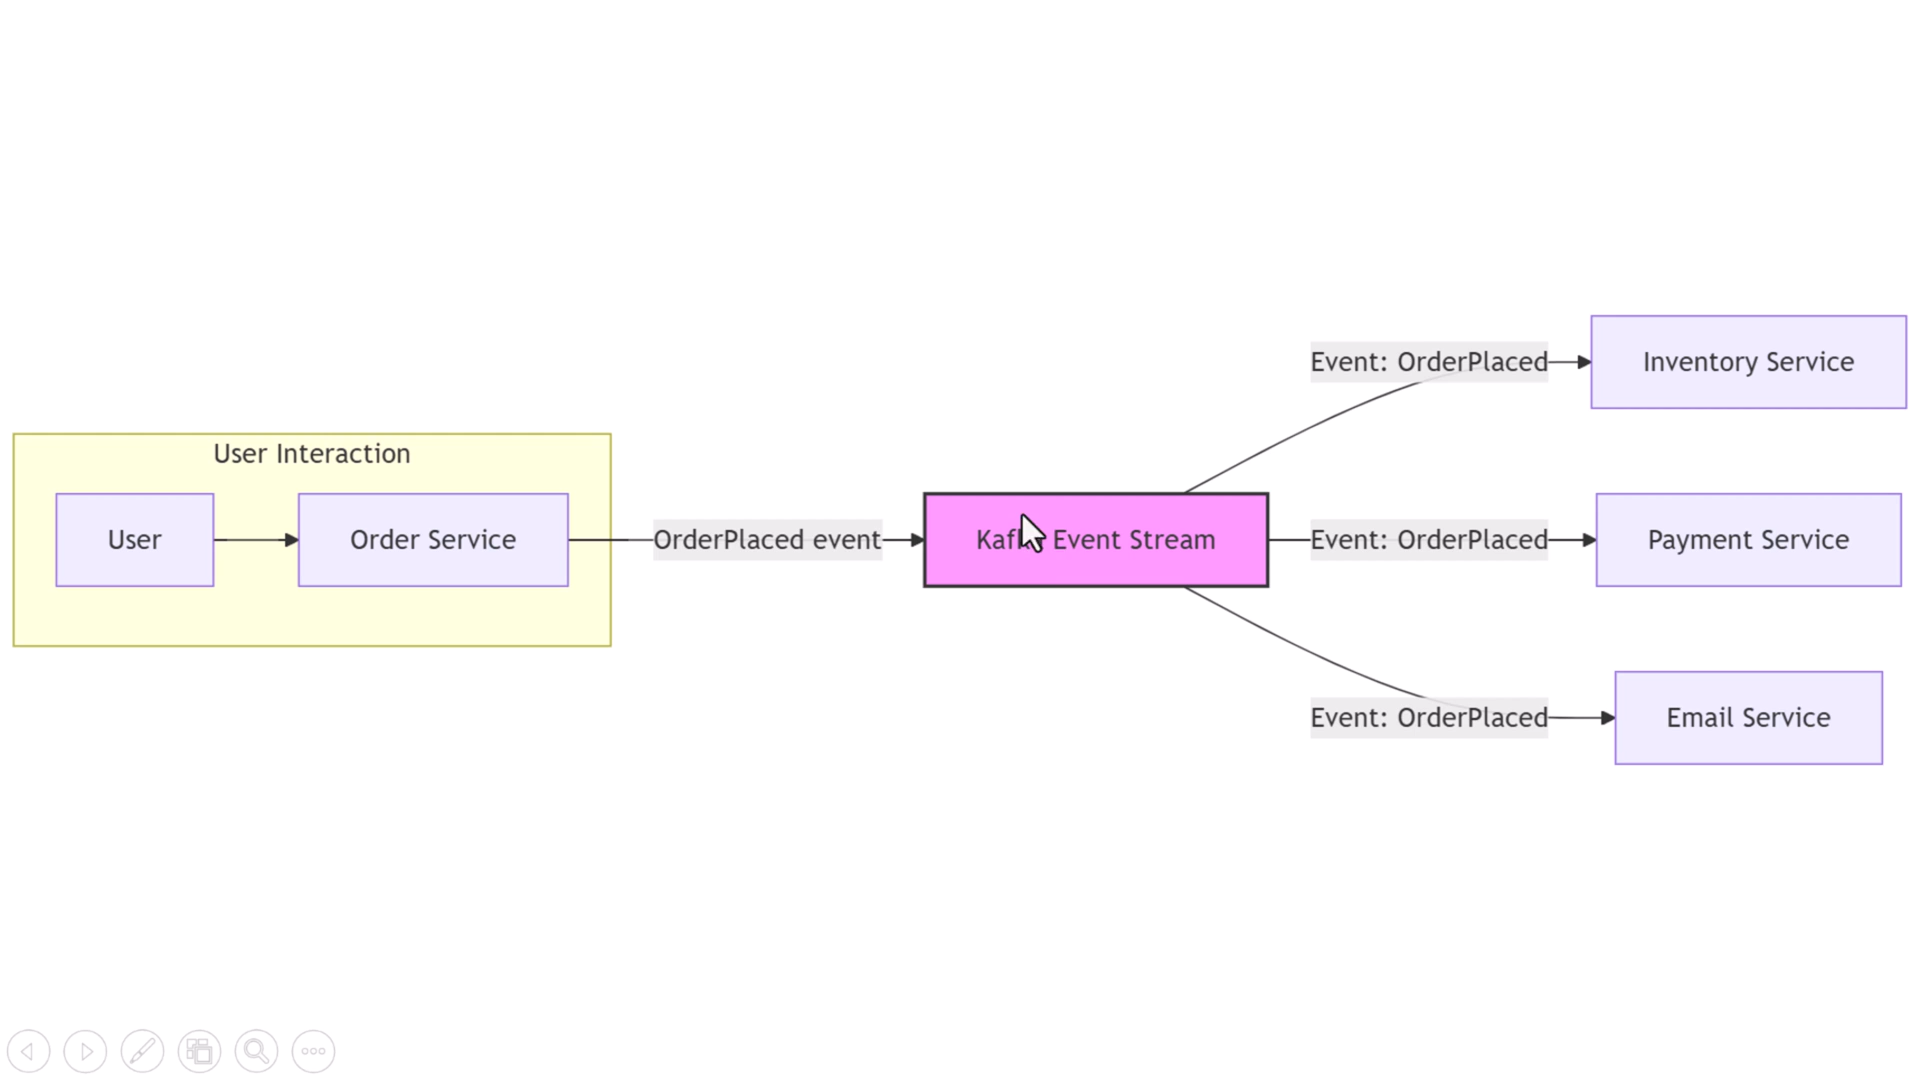 User Interaction
User
Order Service
OrderPlaced event
Event Stream
Event: OrderPlaced
Inventory Service
Event: OrderPlaced
Payment Service
Event: OrderPlaced
Email Service